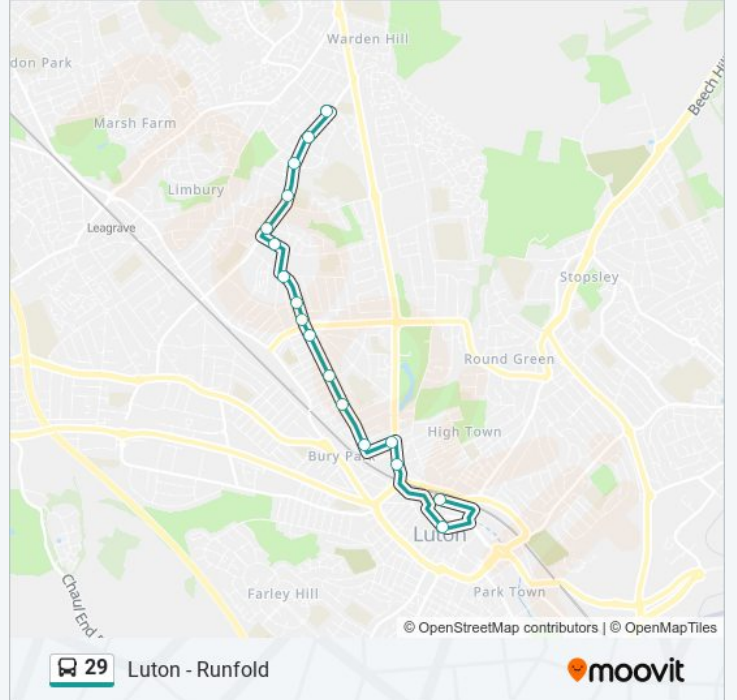 Warden Hill
don Park
Beech Hi
Marsh Farm
Limbury
Leagrave
Stopsley
Round Green
High Town
Bury Pa
Luton
Chaul End
Farley Hill
Park Town
© OpenStreetMap contributors | © OpenMapTiles
29 Luton - Runfold
moovit